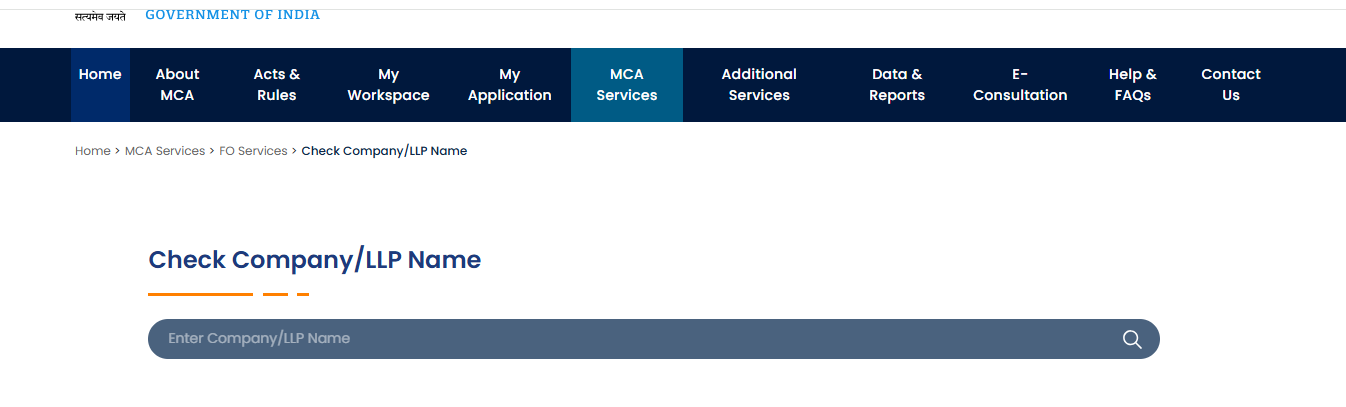 सत्यमेव जयते GOVERNMENT OF INDIA
Home About MCA Acts & Rules My Workspace My Application MCA Services Additional Services Data & Reports E-Consultation Help & FAQs Contact Us
Home > MCA Services > FO Services > Check Company/LLP Name
Check Company/LLP Name
Enter Company/LLP Name